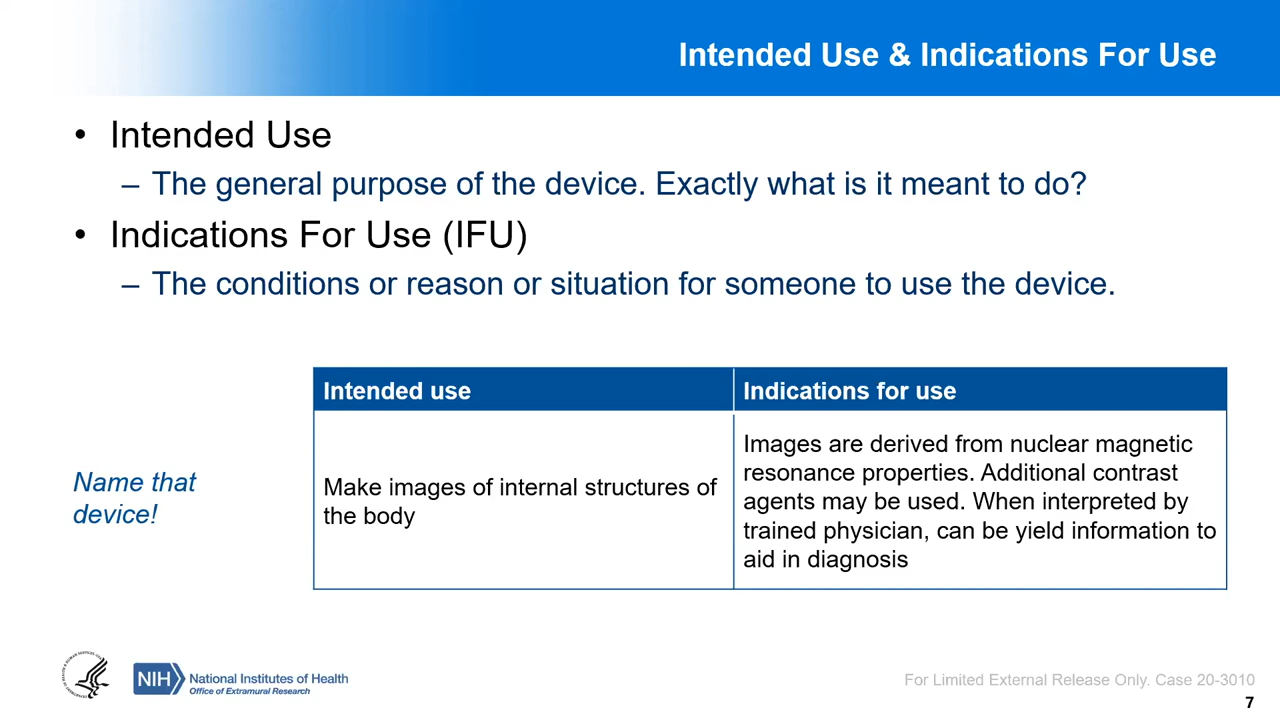 Intended Use & Indications For Use
• Intended Use
– The general purpose of the device. Exactly what is it meant to do?
• Indications For Use (IFU)
– The conditions or reason or situation for someone to use the device.
Name that
device!
Intended use
Indications for use
Make images of internal structures of
the body
Images are derived from nuclear magnetic
resonance properties. Additional contrast
agents may be used. When interpreted by
trained physician, can be yield information to
aid in diagnosis
NIH
National Institutes of Health
Office of Extramural Research
For Limited External Release Only. Case 20-3010
7